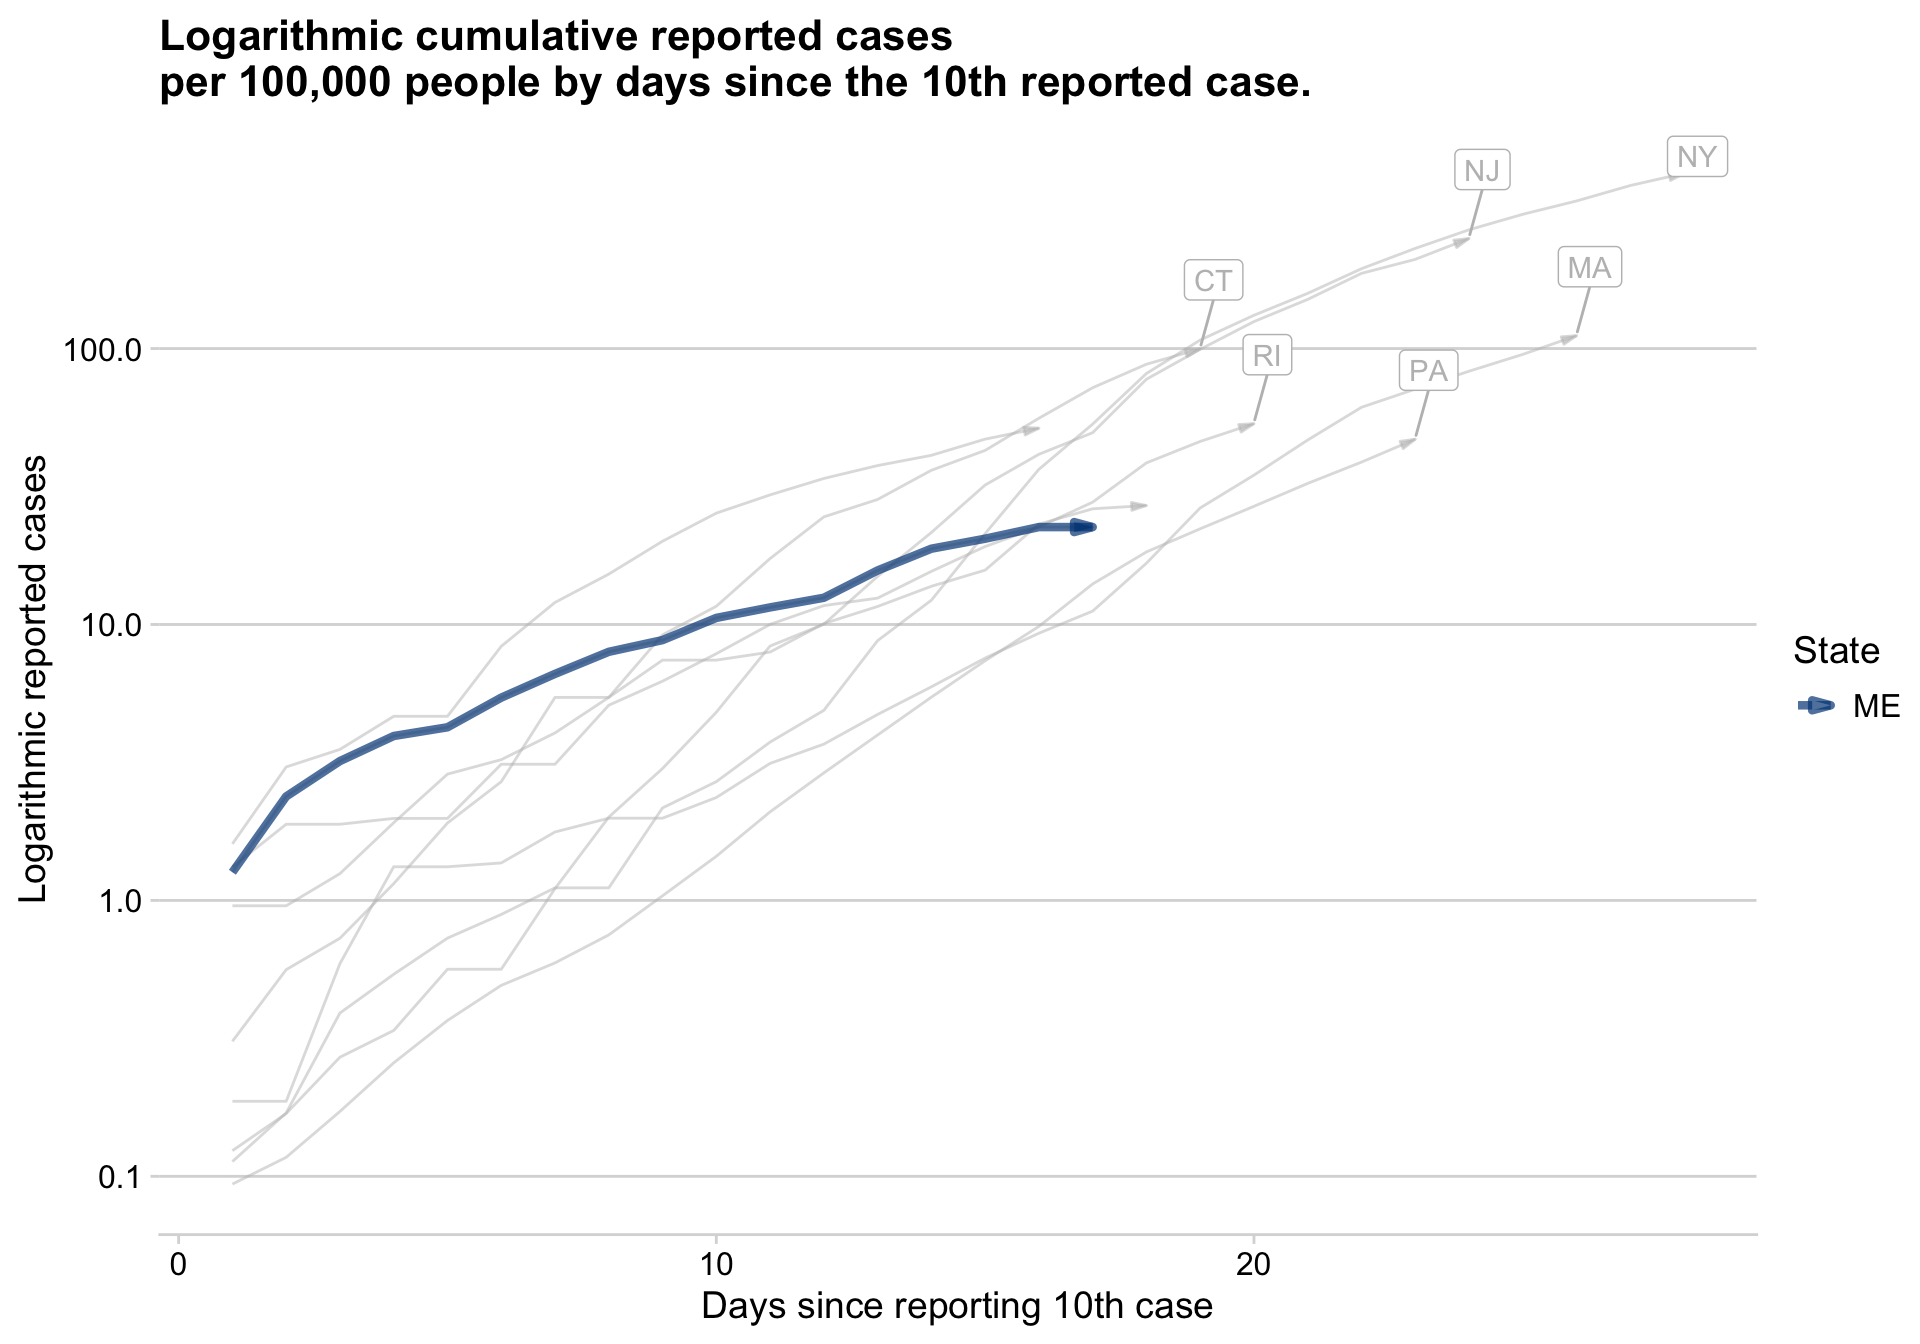 Logarithmic cumulative reported cases
per 100,000 people by days since the 10th reported case.
NY
NJ
MA
CT
RI
PA
100.0
10.0
1.0
0.1
Logarithmic reported cases
0
10
20
Days since reporting 10th case
State
ME